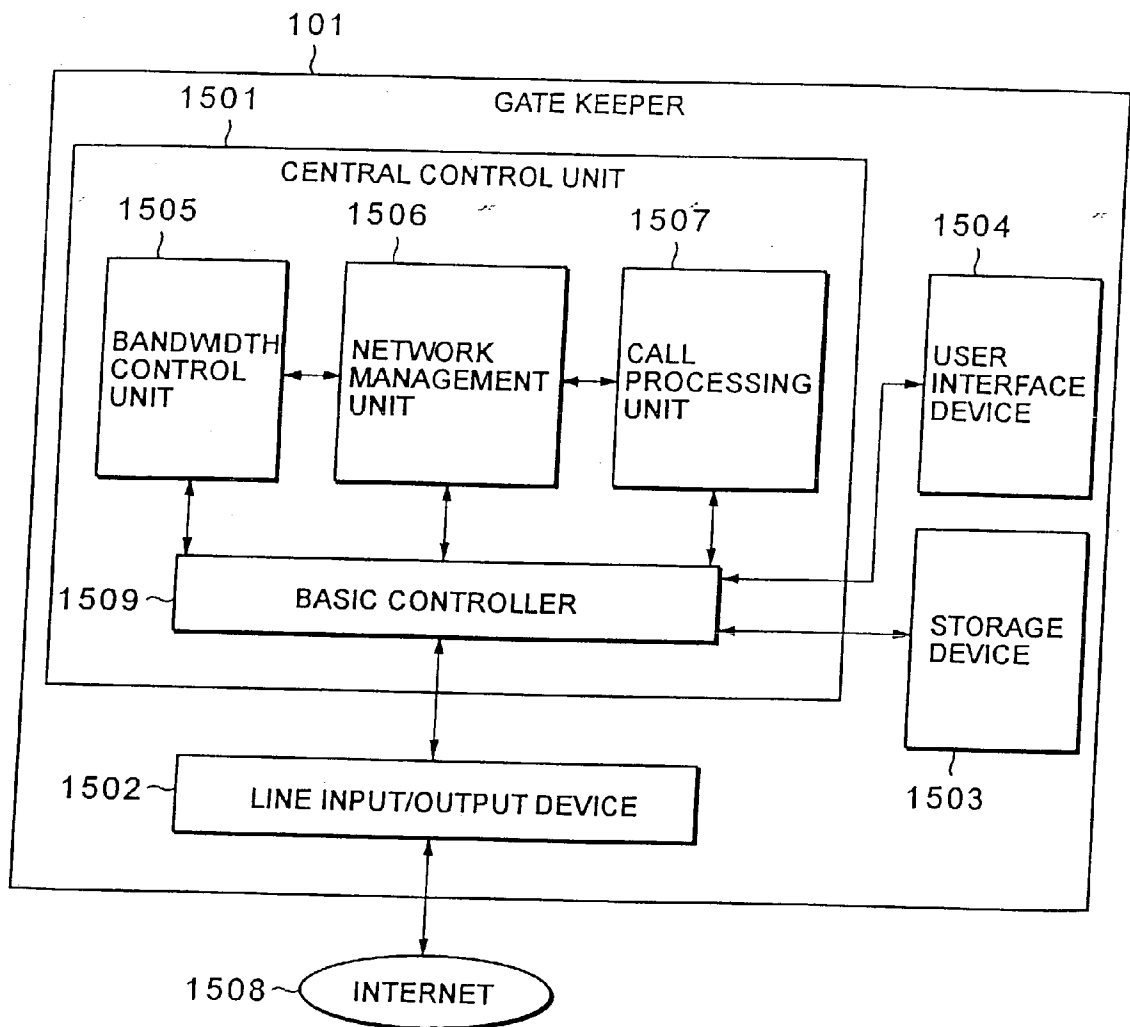 101
GATE KEEPER
1501
CENTRAL CONTROL UNIT
1505
1506
1507
1504
BANDWIDTH
CONTROL
UNIT
NETWORK
MANAGEMENT
UNIT
CALL
PROCESSING
UNIT
USER
INTERFACE
DEVICE
1509
BASIC CONTROLLER
STORAGE
DEVICE
1503
1502
LINE INPUT/OUTPUT DEVICE
1508
INTERNET